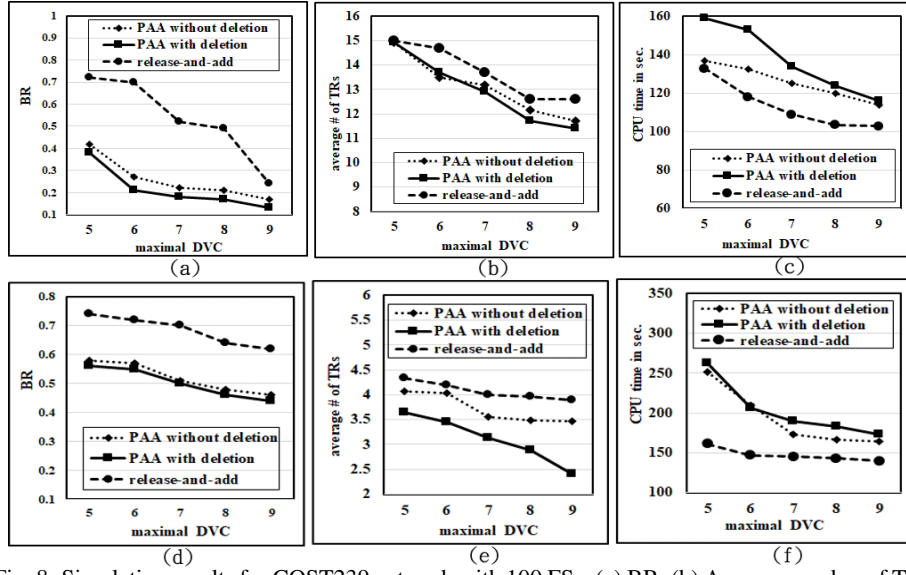 1
0.9
0.8
0.7
0.6
0.5
0.4
0.3
0.2
0.1
BR
PAA without deletion
PAA with deletion
release-and-add
5 6 7 8 9
maximal DVC
(a)
16
15
14
13
12
11
10
9
8
average # of TRs
PAA without deletion
PAA with deletion
release-and-add
5 6 7 8 9
maximal DVC
(b)
160
140
120
100
80
60
CPU time in sec.
PAA without deletion
PAA with deletion
release-and-add
5 6 7 8 9
maximal DVC
(c)
0.8
0.7
0.6
0.5
0.4
0.3
0.2
0.1
BR
PAA without deletion
PAA with deletion
release-and-add
5 6 7 8 9
maximal DVC
(d)
6
5.5
5
4.5
4
3.5
3
2.5
2
average # of TRs
PAA without deletion
PAA with deletion
release-and-add
5 6 7 8 9
maximal DVC
(e)
350
300
250
200
150
100
CPU time in sec.
PAA without deletion
PAA with deletion
release-and-add
5 6 7 8 9
maximal DVC
(f)